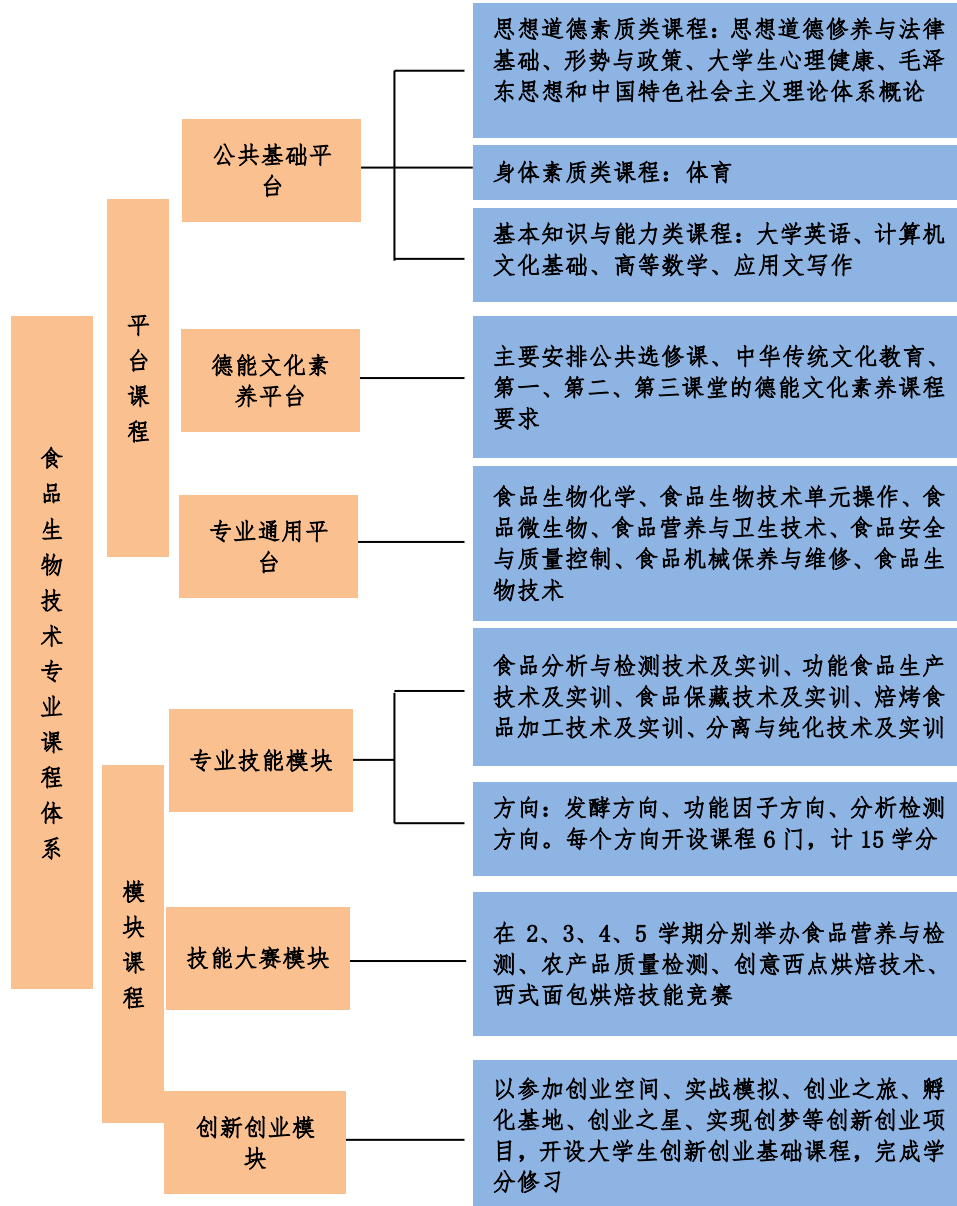 食品生物技术专业课程体系
平台课程
公共基础平
台
思想道德素质类课程：思想道德修养与法律
基础、形势与政策、大学生心理健康、毛泽
东思想和中国特色社会主义理论体系概论
身体素质类课程：体育
基本知识与能力类课程：大学英语、计算机
文化基础、高等数学、应用文写作
德能文化素
养平台
主要安排公共选修课、中华传统文化教育、
第一、第二、第三课堂的德能文化素养课程
要求
专业通用平
台
食品生物化学、食品生物技术单元操作、食
品微生物、食品营养与卫生技术、食品安全
与质量控制、食品机械保养与维修、食品生
物技术
模块课程
专业技能模块
食品分析与检测技术及实训、功能食品生产
技术及实训、食品保藏技术及实训、焙烤食
品加工技术及实训、分离与纯化技术及实训
方向：发酵方向、功能因子方向、分析检测
方向。每个方向开设课程 6 门，计 15 学分
技能大赛模块
在 2、3、4、5 学期分别举办食品营养与检
测、农产品质量检测、创意西点烘焙技术、
西式面包烘焙技能竞赛
创新创业模
块
以参加创业空间、实战模拟、创业之旅、孵
化基地、创业之星、实现创梦等创新创业项
目，开设大学生创新创业基础课程，完成学
分修习